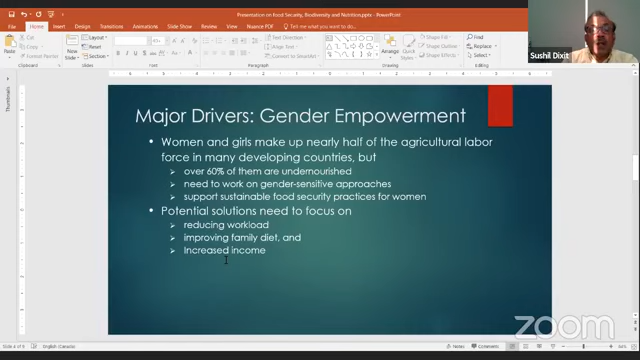 Presentation on Food Security, Biodiversity and Nutrition.pptx - PowerPoint
File Home Insert Design Transitions Animations Slide Show Review View Nuance PDF Tell me what you want to do
Cut
Copy
Format Painter
Paste
Clipboard
New Slide
Layout
Reset
Section
Slides
Font
Text Direction
Align Text
Convert to SmartArt
Paragraph
Arrange
Quick Styles
Shape Fill
Shape Outline
Shape Effects
Drawing
Find
Replace
Select
Editing
Sushil Dixit
Thumbnails
Major Drivers: Gender Empowerment
Women and girls make up nearly half of the agricultural labor
force in many developing countries, but
over 60% of them are undernourished
need to work on gender-sensitive approaches
support sustainable food security practices for women
Potential solutions need to focus on
reducing workload
improving family diet, and
Increased income
zoom
Slide 4 of 8 English (Canada) Notes Comments 54%